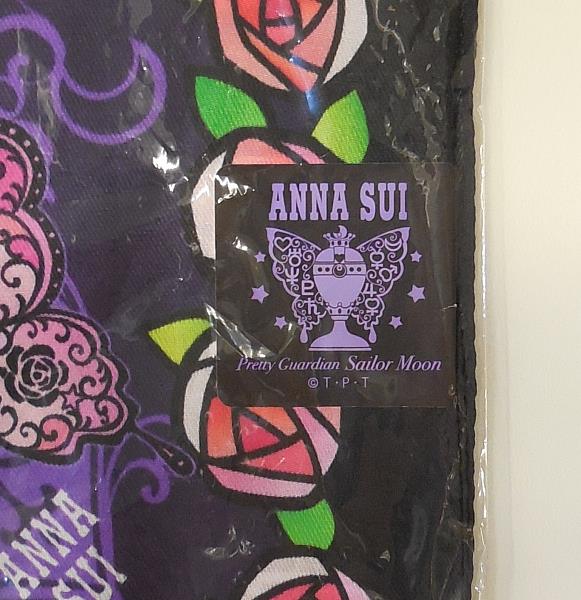 ANNA SUI
Pretty Guardian Sailor Moon
©T·P·T
ANNA
SUI